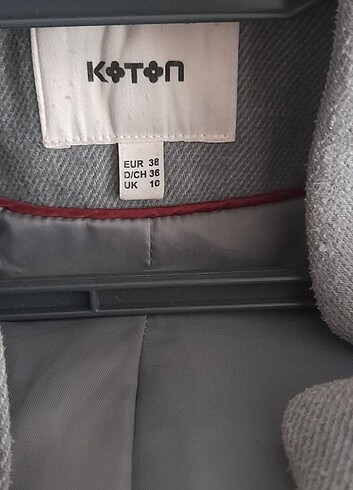 KOTON
EUR 38
D/CH 36
UK 10